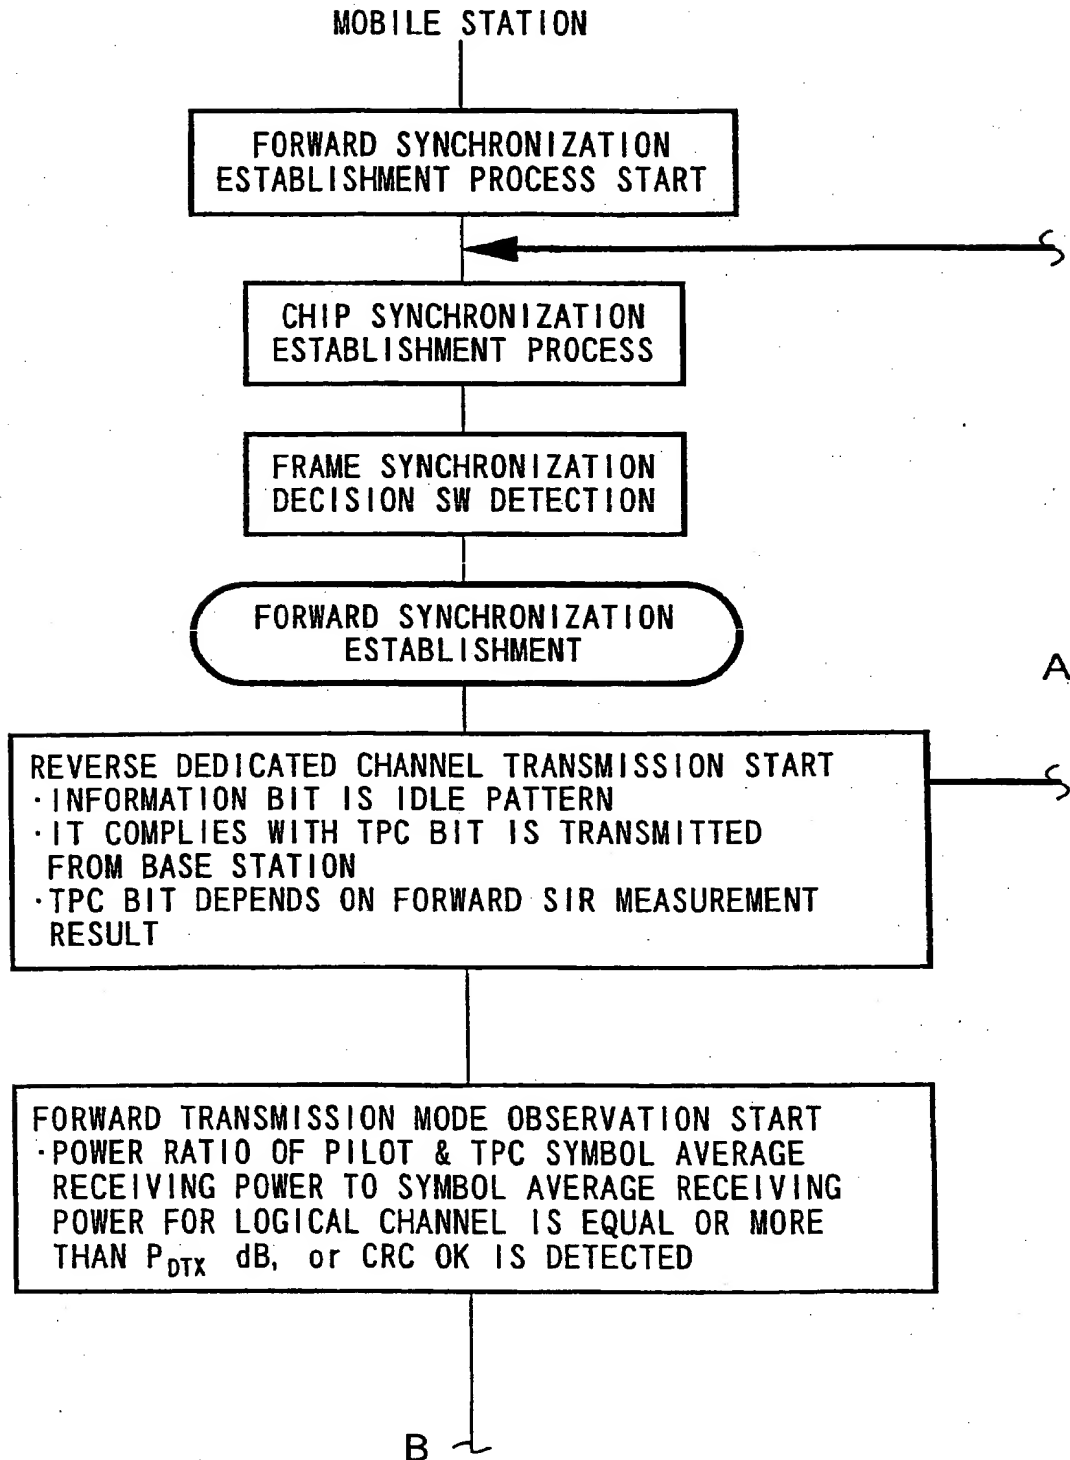 MOBILE STATION
FORWARD SYNCHRONIZATION
ESTABLISHMENT PROCESS START
CHIP SYNCHRONIZATION
ESTABLISHMENT PROCESS
FRAME SYNCHRONIZATION
DECISION SW DETECTION
FORWARD SYNCHRONIZATION
ESTABLISHMENT
A
REVERSE DEDICATED CHANNEL TRANSMISSION START
·INFORMATION BIT IS IDLE PATTERN
·IT COMPLIES WITH TPC BIT IS TRANSMITTED
FROM BASE STATION
·TPC BIT DEPENDS ON FORWARD SIR MEASUREMENT
RESULT
FORWARD TRANSMISSION MODE OBSERVATION START
·POWER RATIO OF PILOT & TPC SYMBOL AVERAGE
RECEIVING POWER TO SYMBOL AVERAGE RECEIVING
POWER FOR LOGICAL CHANNEL IS EQUAL OR MORE
THAN PDTX dB, or CRC OK IS DETECTED
B